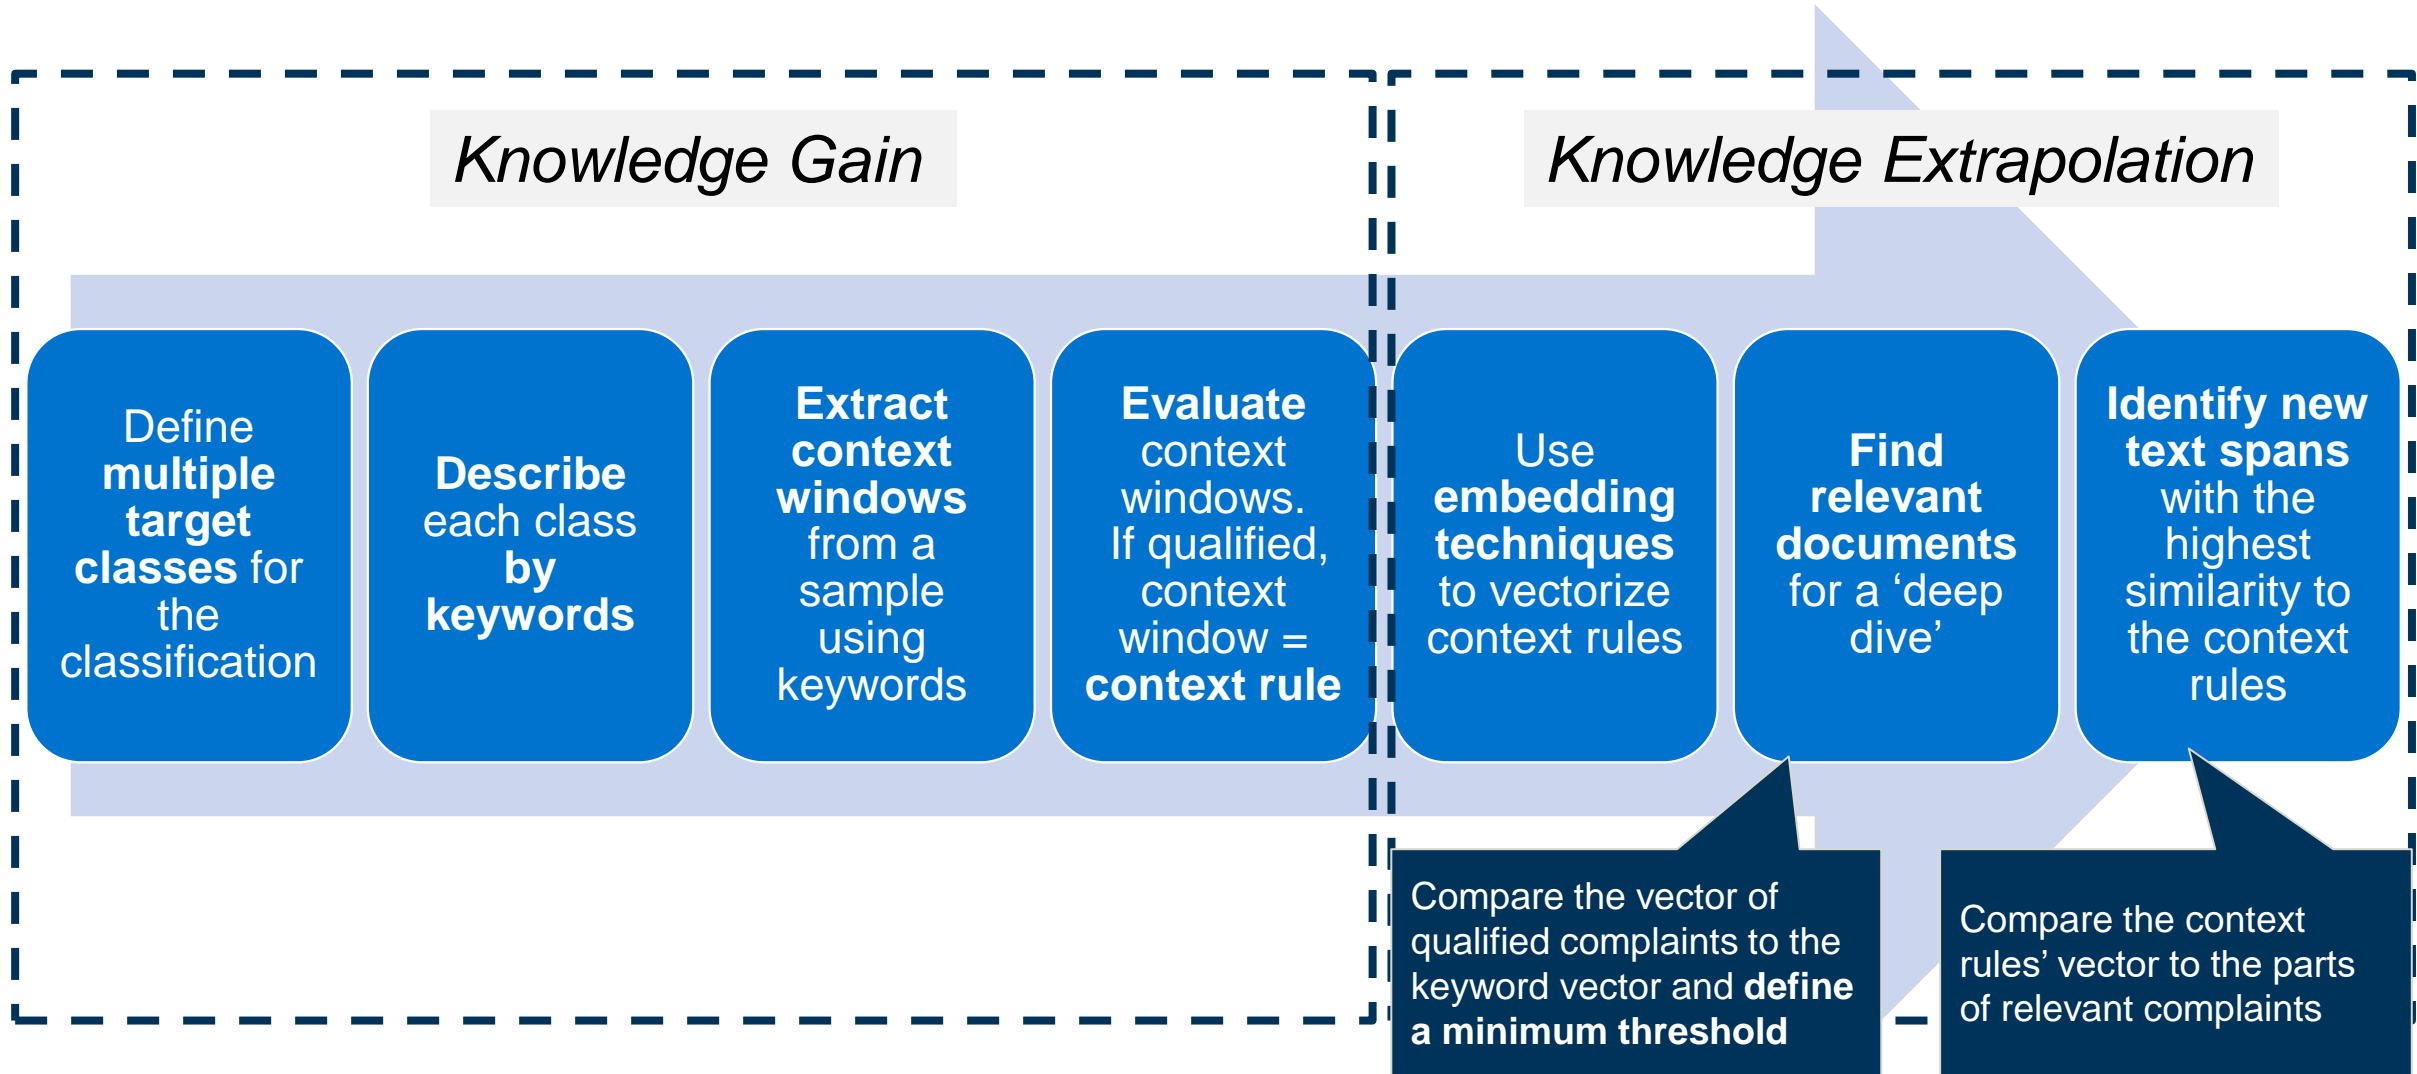 Knowledge Gain
Knowledge Extrapolation
Define
multiple
target
classes for
the
classification
Describe
each class
by
keywords
Extract
context
windows
from a
sample
using
keywords
Evaluate
context
windows.
If qualified,
context
window =
context rule
Use
embedding
techniques
to vectorize
context rules
Find
relevant
documents
for a ‘deep
dive’
Identify new
text spans
with the
highest
similarity to
the context
rules
Compare the vector of
qualified complaints to the
keyword vector and define
a minimum threshold
Compare the context
rules’ vector to the parts
of relevant complaints